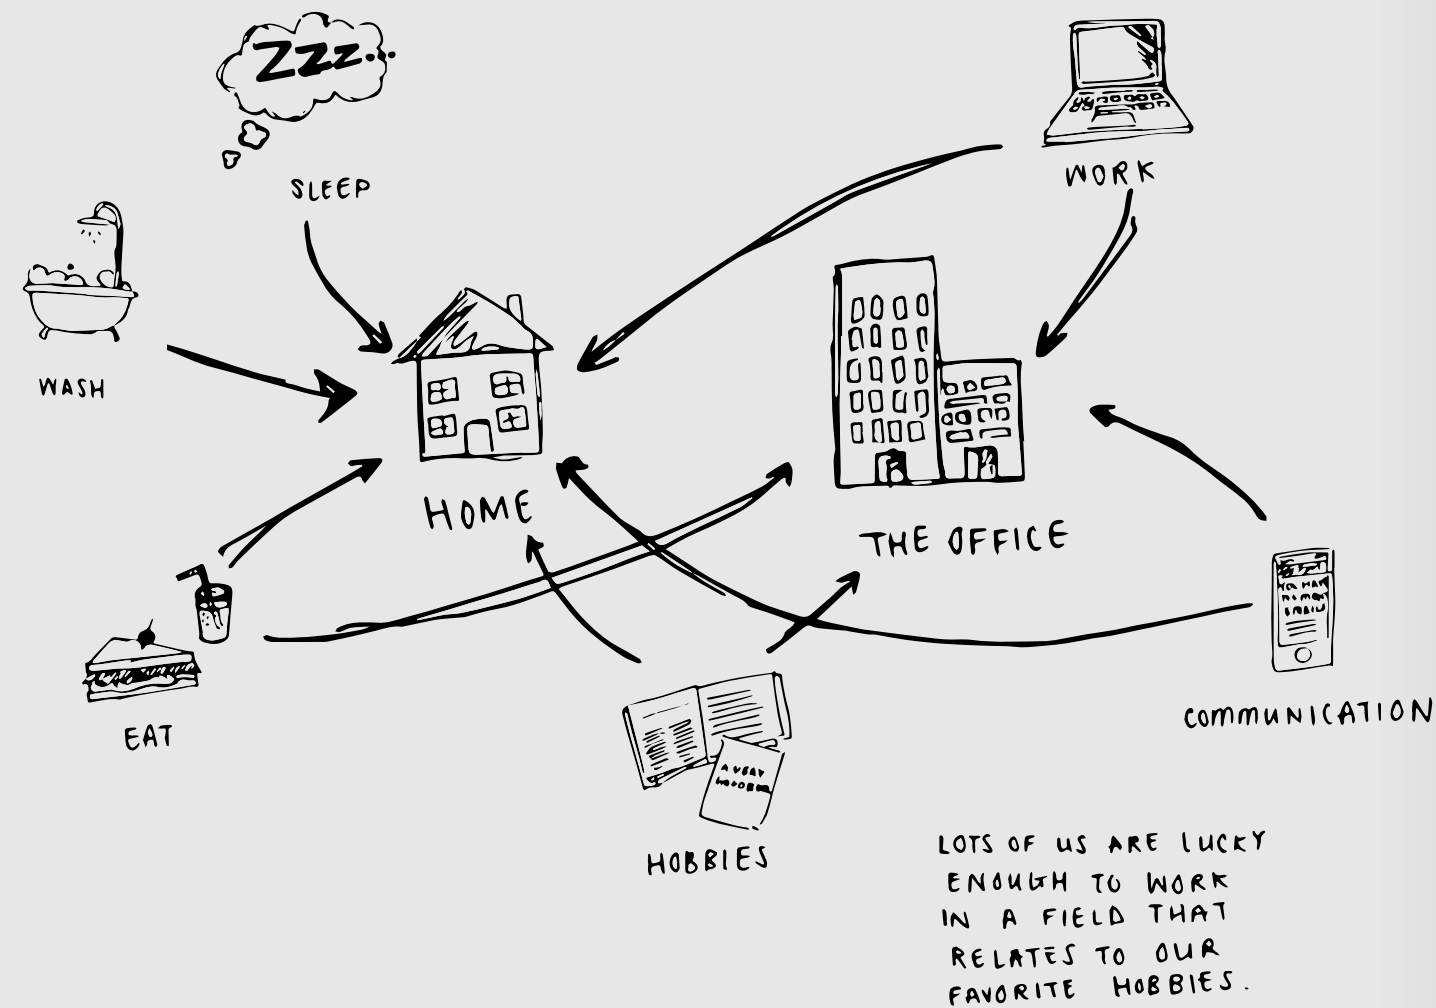 Zzz...
SLEEP
WORK
WASH
HOME
THE OFFICE
EAT
COMMUNICATION
HOBBIES
A VERY
LOTS OF US ARE LUCKY
ENOUGH TO WORK
IN A FIELD THAT
RELATES TO OUR
FAVORITE HOBBIES.